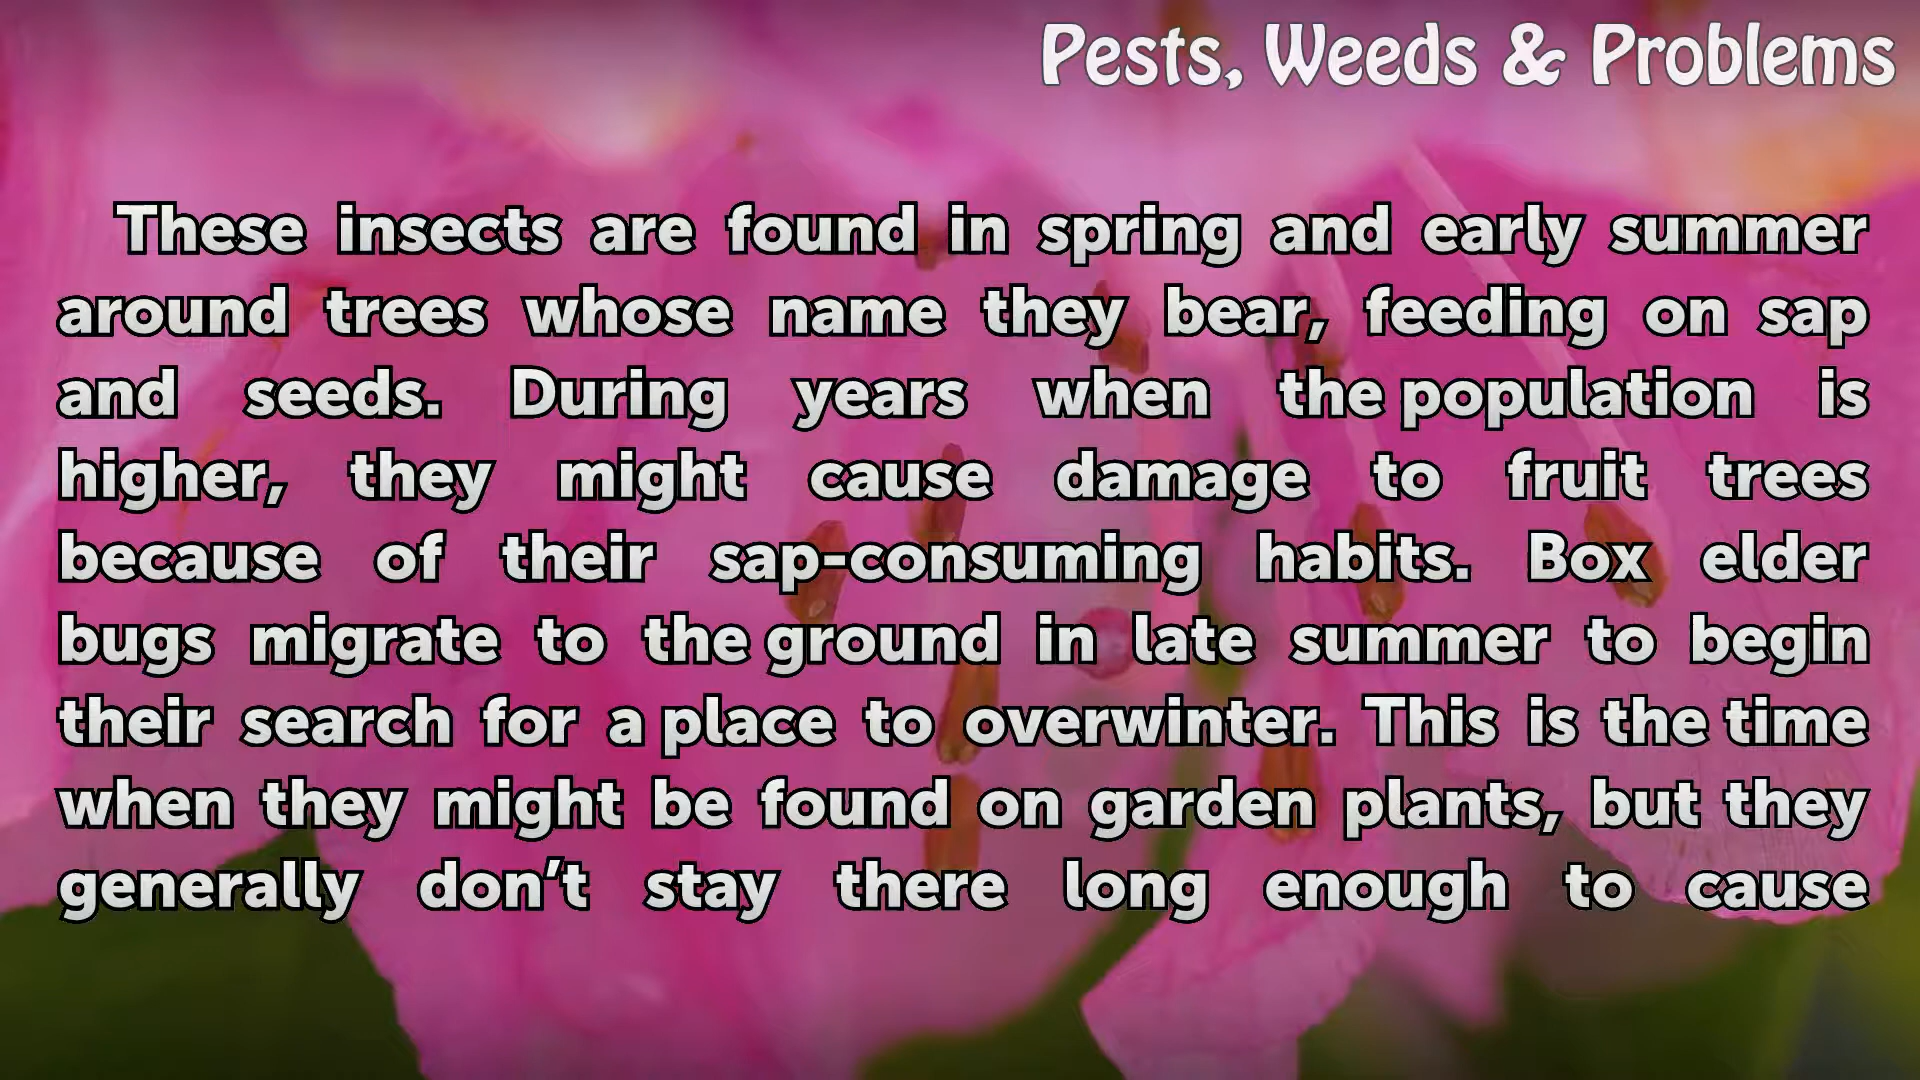 Pests, Weeds & Problems
These insects are found in spring and early summer
around trees whose name they bear, feeding on sap
and seeds. During years when the population is
higher, they might cause damage to fruit trees
because of their sap-consuming habits. Box elder
bugs migrate to the ground in late summer to begin
their search for a place to overwinter. This is the time
when they might be found on garden plants, but they
generally don’t stay there long enough to cause